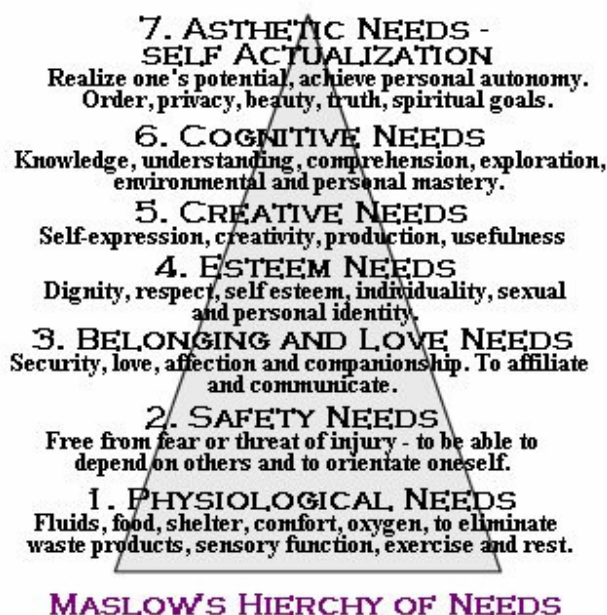 7. ASTHETIC NEEDS -
SELF ACTUALIZATION
Realize one's potential, achieve personal autonomy.
Order, privacy, beauty, truth, spiritual goals.
6. COGNITIVE NEEDS
Knowledge, understanding, comprehension, exploration,
environmental and personal mastery.
5. CREATIVE NEEDS
Self-expression, creativity, production, usefulness
4. ESTEEM NEEDS
Dignity, respect, self esteem, individuality, sexual
and personal identity.
3. BELONGING AND LOVE NEEDS
Security, love, affection and companionship. To affiliate
and communicate.
2. SAFETY NEEDS
Free from fear or threat of injury - to be able to
depend on others and to orientate oneself.
1. PHYSIOLOGICAL NEEDS
Fluids, food, shelter, comfort, oxygen, to eliminate
waste products, sensory function, exercise and rest.
MASLOW'S HIERCHY OF NEEDS